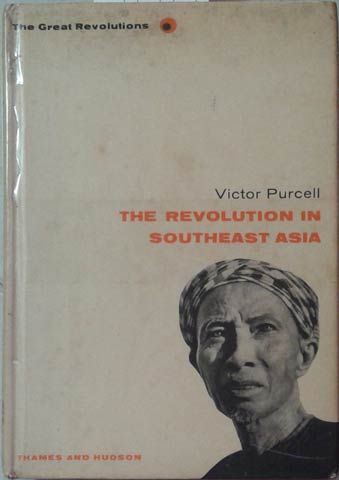 The Great Revolutions
Victor Purcell
THE REVOLUTION IN
SOUTHEAST ASIA
THAMES AND HUDSON